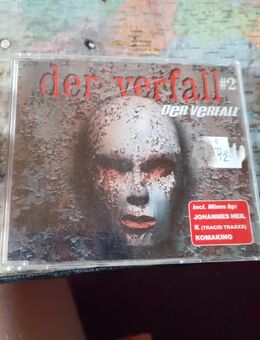 der verfall #2
DER VERFALL
incl. Mixes by:
JOHANNES HEIL
K (TRACID TRAXXX)
KOMAKINO